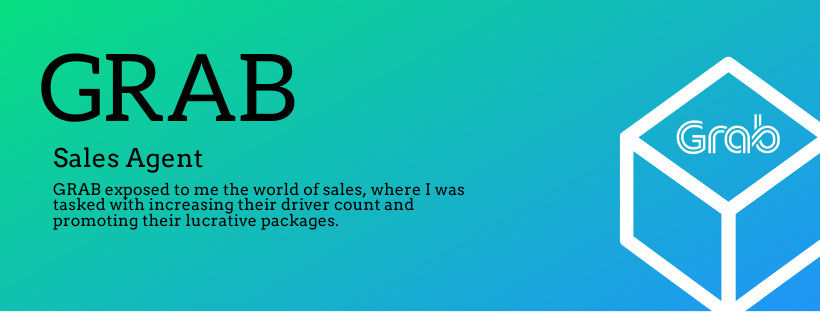 GRAB
Sales Agent
GRAB exposed to me the world of sales, where I was
tasked with increasing their driver count and
promoting their lucrative packages.
Grab